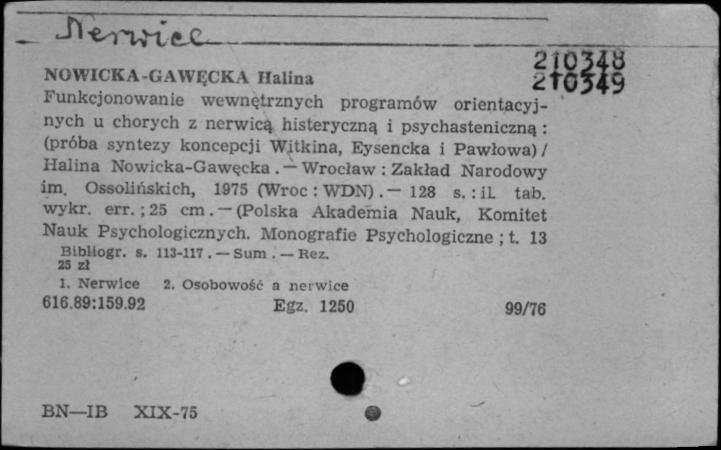 Nerwice
210348
210349
NOWICKA-GAWĘCKA Halina
Funkcjonowanie wewnętrznych programów orientacyj-
nych u chorych z nerwicą histeryczną i psychasteniczną :
(próba syntezy koncepcji Witkina, Eysencka i Pawłowa) /
Halina Nowicka-Gawęcka . — Wrocław : Zakład Narodowy
im. Ossolińskich, 1975 (Wroc : WDN) . — 128 s. : il. tab.
wykr. err. ; 25 cm . — (Polska Akademia Nauk, Komitet
Nauk Psychologicznych. Monografie Psychologiczne ; t. 13
Bibliogr. s. 113-117 . — Sum . — Rez.
25 zł
1. Nerwice 2. Osobowość a nerwice
616.89:159.92 Egz. 1250 99/76
BN—IB XIX-75